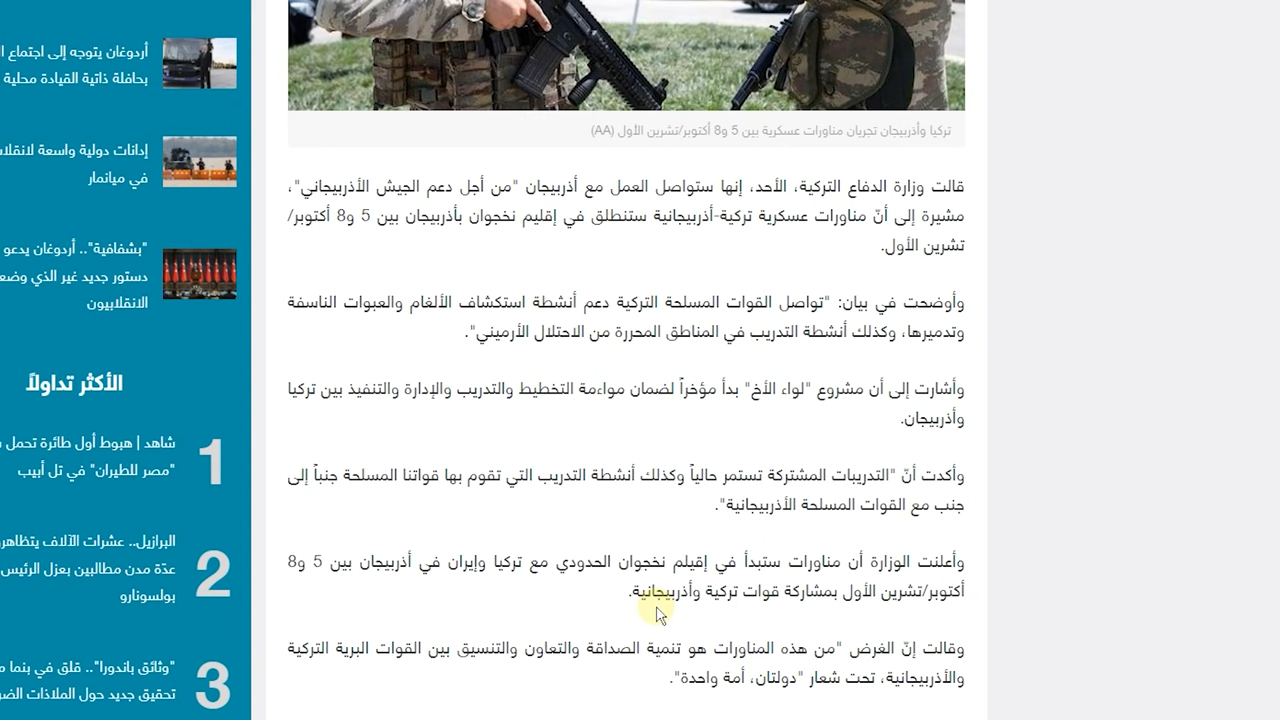 تركيا وأذربيجان تجريان مناورات عسكرية بين 5 و8 أكتوبر/تشرين الأول (AA)
قالت وزارة الدفاع التركية، الأحد، إنها ستواصل العمل مع أذربيجان "من أجل دعم الجيش الأذربيجاني"،
مشيرة إلى أنّ مناورات عسكرية تركية-أذربيجانية ستنطلق في إقليم نخجوان بأذربيجان بين 5 و8 أكتوبر/
تشرين الأول.
وأوضحت في بيان: "تواصل القوات المسلحة التركية دعم أنشطة استكشاف الألغام والعبوات الناسفة
وتدميرها، وكذلك أنشطة التدريب في المناطق المحررة من الاحتلال الأرميني".
وأشارت إلى أن مشروع "لواء الأخ" بدأ مؤخراً لضمان مواءمة التخطيط والتدريب والإدارة والتنفيذ بين تركيا
وأذربيجان.
وأكدت أنّ "التدريبات المشتركة تستمر حالياً وكذلك أنشطة التدريب التي تقوم بها قواتنا المسلحة جنباً إلى
جنب مع القوات المسلحة الأذربيجانية".
وأعلنت الوزارة أن مناورات ستبدأ في إقيلم نخجوان الحدودي مع تركيا وإيران في أذربيجان بين 5 و8
أكتوبر/تشرين الأول بمشاركة قوات تركية وأذربيجانية.
وقالت إنّ الغرض "من هذه المناورات هو تنمية الصداقة والتعاون والتنسيق بين القوات البرية التركية
والأذربيجانية، تحت شعار "دولتان، أمة واحدة".
أردوغان يتوجه إلى اجتماع
بحافلة ذاتية القيادة محلية
إدانات دولية واسعة
في ميانمار
"بشفافية".. أردوغان يدعو
دستور جديد غير الذي
الانقلابيون
الأكثر تداولاً
1
شاهد | هبوط أول طائرة تحمل
"مصر للطيران" في تل أبيب
2
البرازيل.. عشرات الآلاف
عدّة مدن مطالبين بعزل الرئيس
بولسونارو
3
"وثائق باندورا".. قلق في بنما
تحقيق جديد حول الملاذات